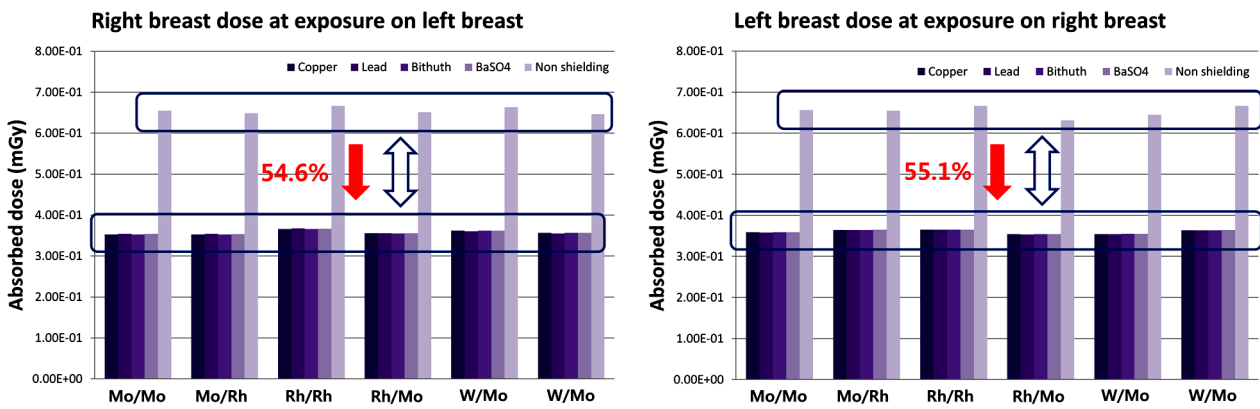 Right breast dose at exposure on left breast
8.00E-01
7.00E-01
6.00E-01
5.00E-01
4.00E-01
3.00E-01
2.00E-01
1.00E-01
0.00E+00
Absorbed dose (mGy)
Copper Lead Bithuth BaSO4 Non shielding
54.6%
Mo/Mo Mo/Rh Rh/Rh Rh/Mo W/Mo W/Mo
Left breast dose at exposure on right breast
8.00E-01
7.00E-01
6.00E-01
5.00E-01
4.00E-01
3.00E-01
2.00E-01
1.00E-01
0.00E+00
Absorbed dose (mGy)
Copper Lead Bithuth BaSO4 Non shielding
55.1%
Mo/Mo Mo/Rh Rh/Rh Rh/Mo W/Mo W/Mo